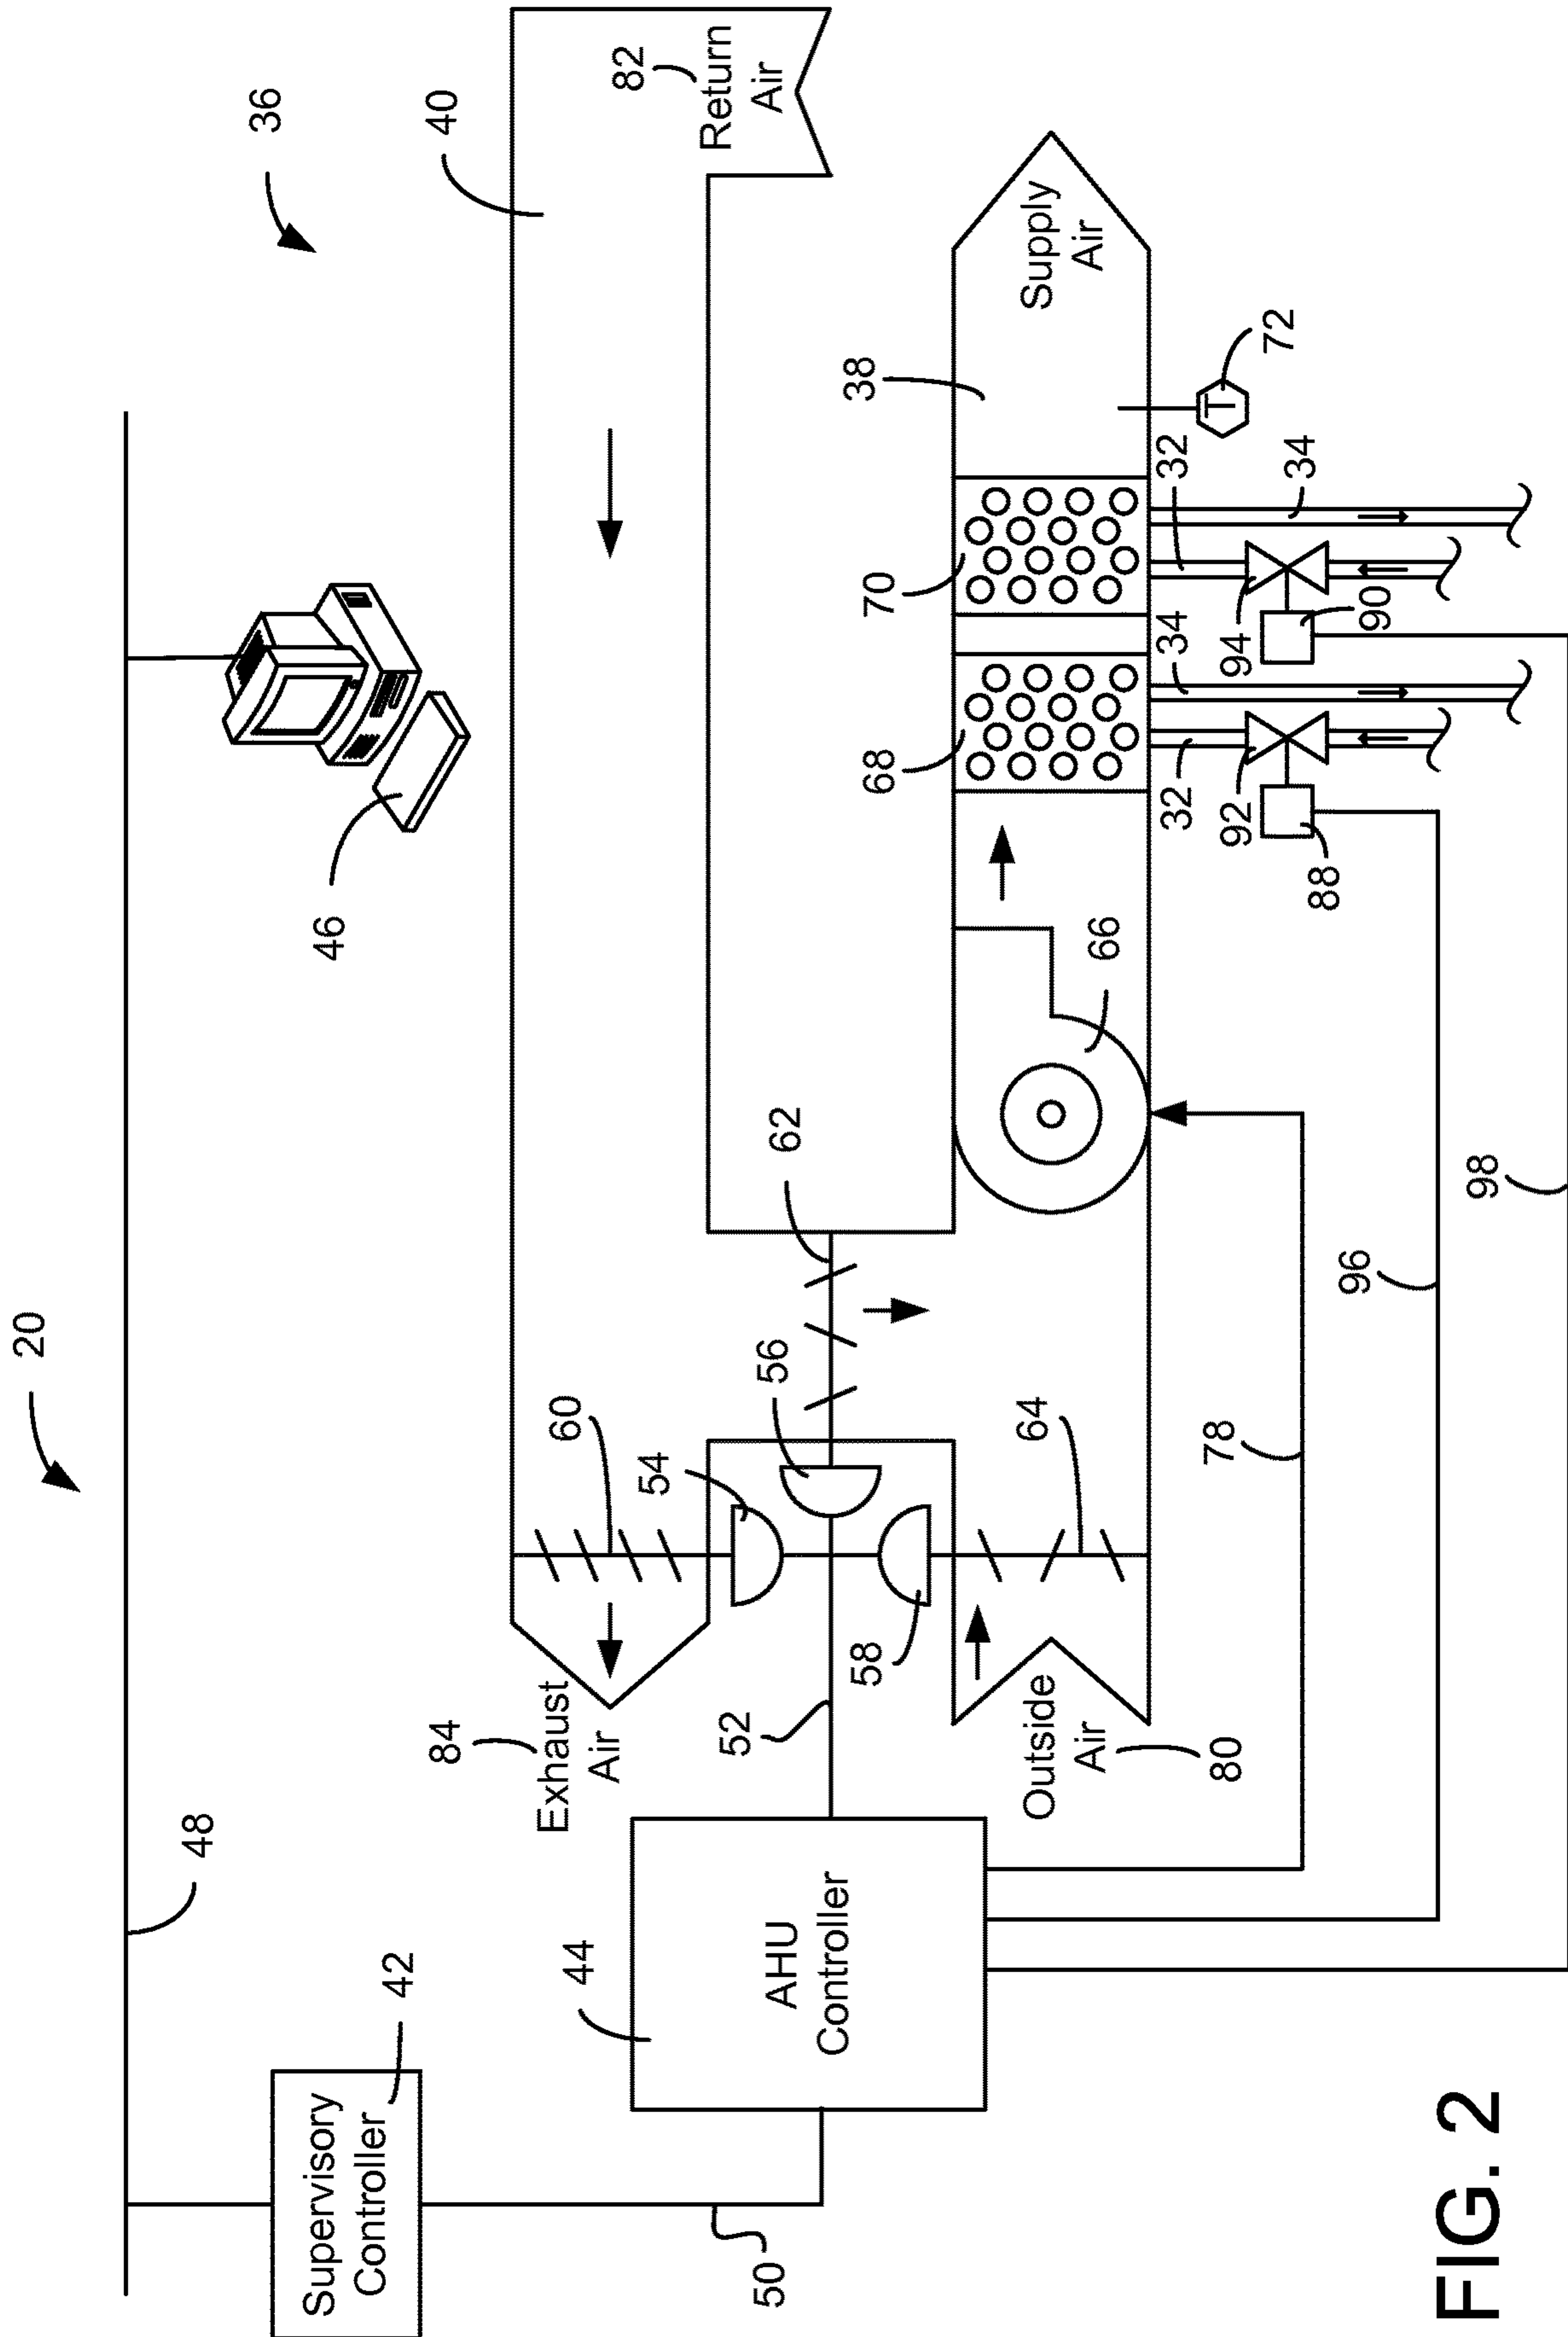 20
36
48
Supervisory
Controller
42
50
46
40
82
Return
Air
84
Exhaust
Air
60
54
56
62
52
58
64
44
AHU
Controller
Outside
Air
80
66
68
70
38
Supply
Air
72
32
34
32
34
92
94
88
90
78
96
98
T
FIG. 2